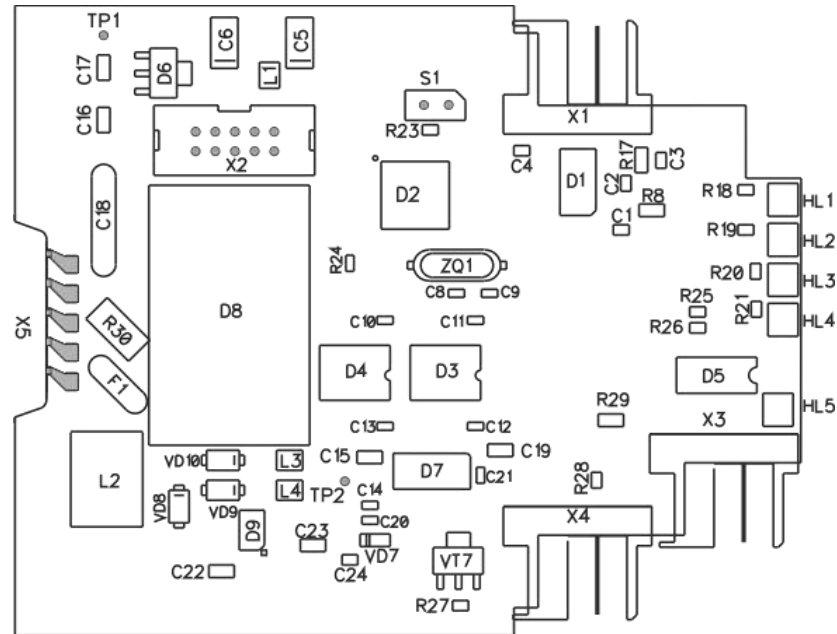 TP1
C17
D6
C6
C5
L1
S1
X1
C16
X2
R23
C4
D1
R17
C3
C2
R8
C1
R18
HL1
D2
C18
R19
HL2
R24
ZQ1
R20
HL3
C8
C9
R25
R21
HL4
X5
R30
D8
C10
C11
R26
D4
D3
D5
F1
HL5
R29
X3
C13
C12
VD10
L3
C15
D7
C19
C21
L2
VD8
VD9
L4
TP2
C14
R28
C20
X4
D9
C23
VD7
VT7
C24
C22
R27